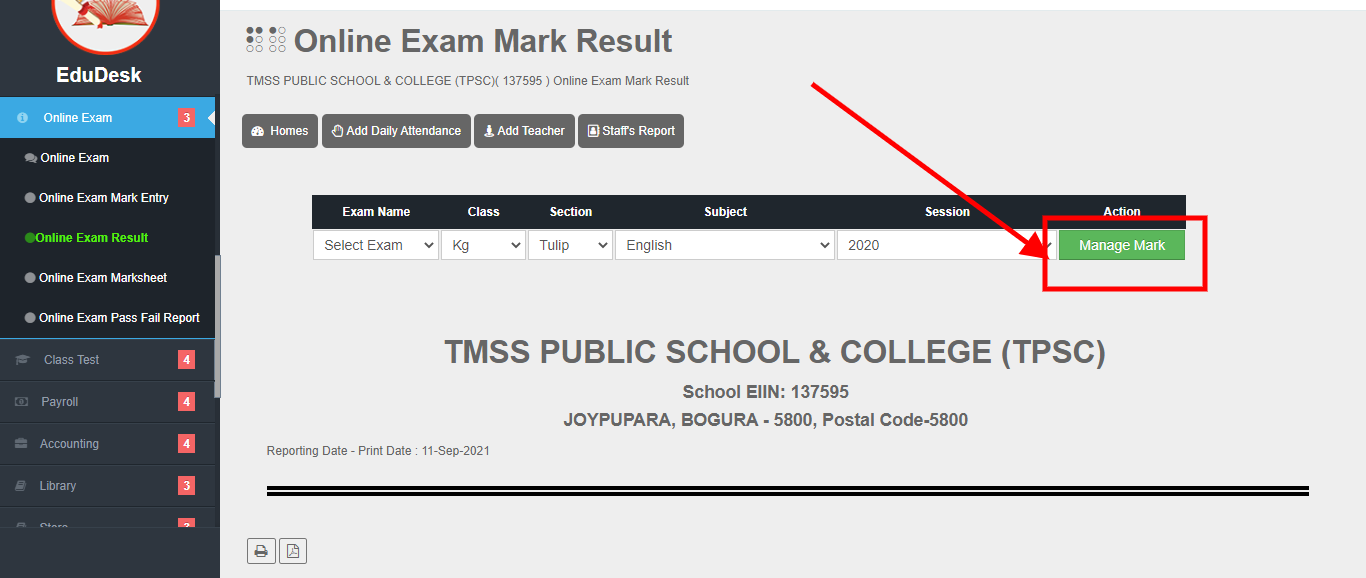 EduDesk
Online Exam 3
Online Exam
Online Exam Mark Entry
Online Exam Result
Online Exam Marksheet
Online Exam Pass Fail Report
Class Test 4
Payroll 4
Accounting 4
Library 3
Store 3
Online Exam Mark Result
TMSS PUBLIC SCHOOL & COLLEGE (TPSC)( 137595 ) Online Exam Mark Result
Homes Add Daily Attendance Add Teacher Staff's Report
Exam Name Class Section Subject Session Action
Select Exam Kg Tulip English 2020 Manage Mark
TMSS PUBLIC SCHOOL & COLLEGE (TPSC)
School EIIN: 137595
JOYPUPARA, BOGURA - 5800, Postal Code-5800
Reporting Date - Print Date : 11-Sep-2021